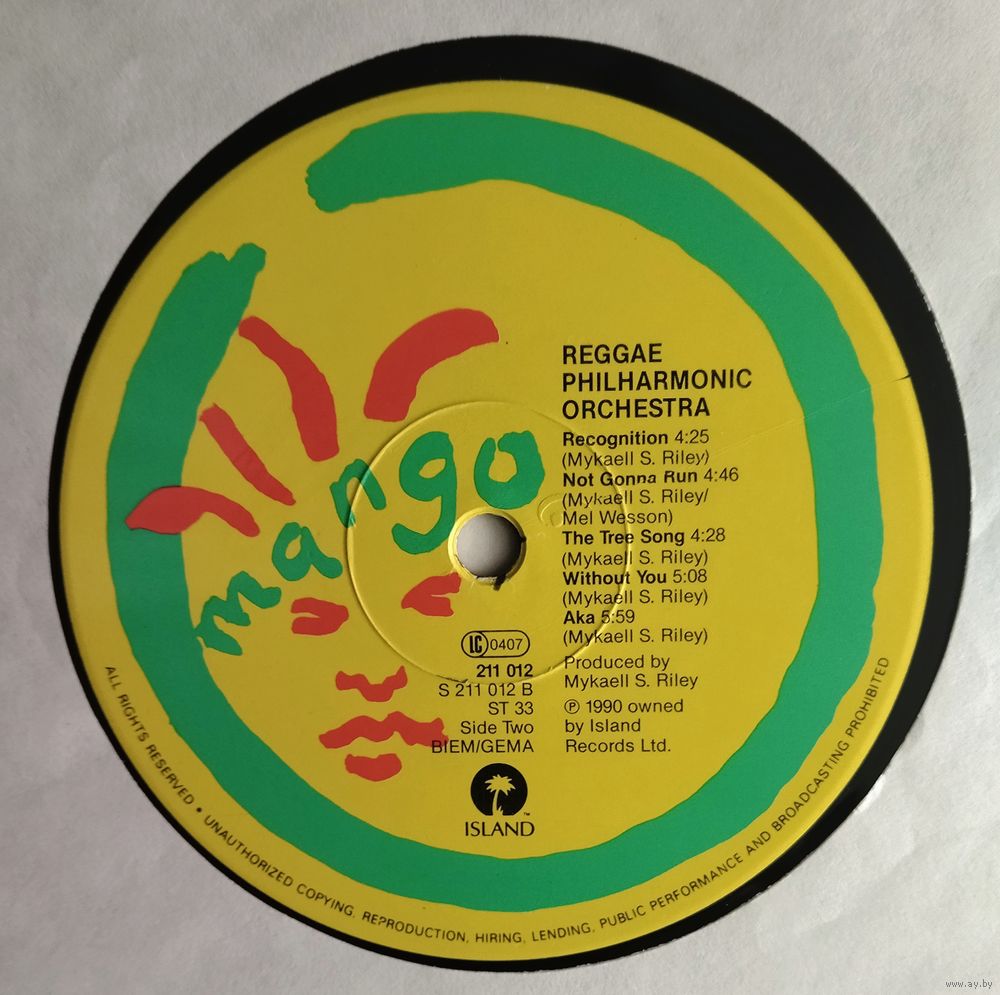 mango
REGGAE
PHILHARMONIC
ORCHESTRA
Recognition 4:25
(Mykaell S. Riley)
Not Gonna Run 4:46
(Mykaell S. Riley/
Mel Wesson)
The Tree Song 4:28
(Mykaell S. Riley)
Without You 5:08
(Mykaell S. Riley)
Aka 5:59
(Mykaell S. Riley)
Produced by
Mykaell S. Riley
℗ 1990 owned
by Island
Records Ltd.
LC 0407
211 012
S 211 012 B
ST 33
Side Two
BIEM/GEMA
ISLAND
ALL RIGHTS RESERVED • UNAUTHORIZED COPYING, REPRODUCTION, HIRING, LENDING, PUBLIC PERFORMANCE AND BROADCASTING PROHIBITED
www.ay.by